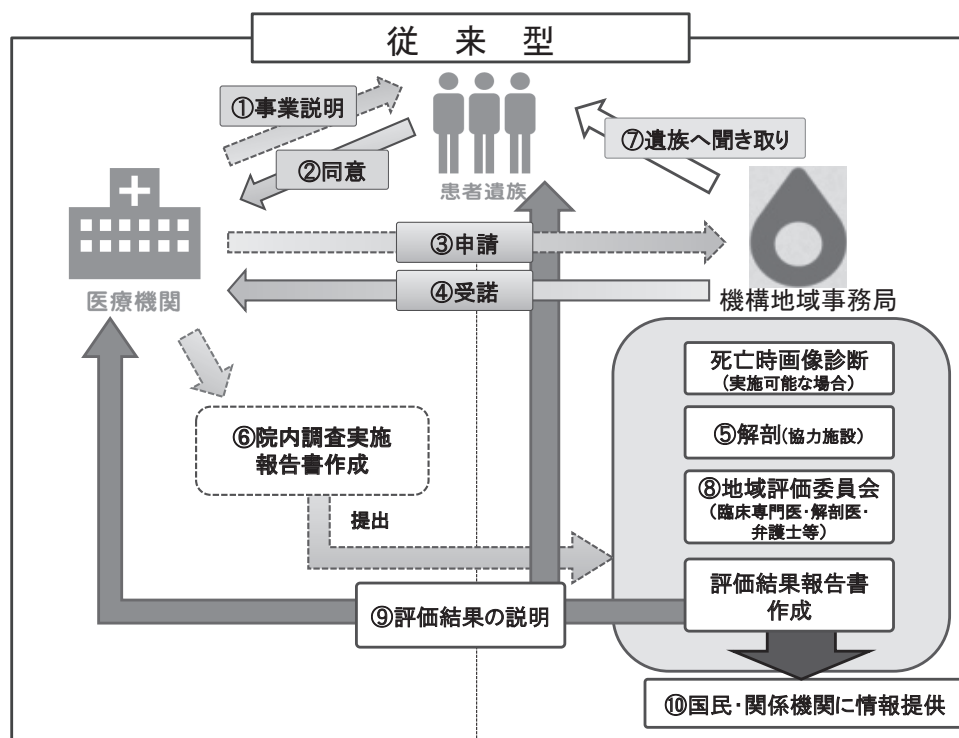 従来型
①事業説明
②同意
患者遺族
⑦遺族へ聞き取り
③申請
④受諾
医療機関
機構地域事務局
死亡時画像診断
(実施可能な場合)
⑤解剖(協力施設)
⑥院内調査実施
報告書作成
⑧地域評価委員会
(臨床専門医・解剖医・
弁護士等)
提出
評価結果報告書
作成
⑨評価結果の説明
⑩国民・関係機関に情報提供